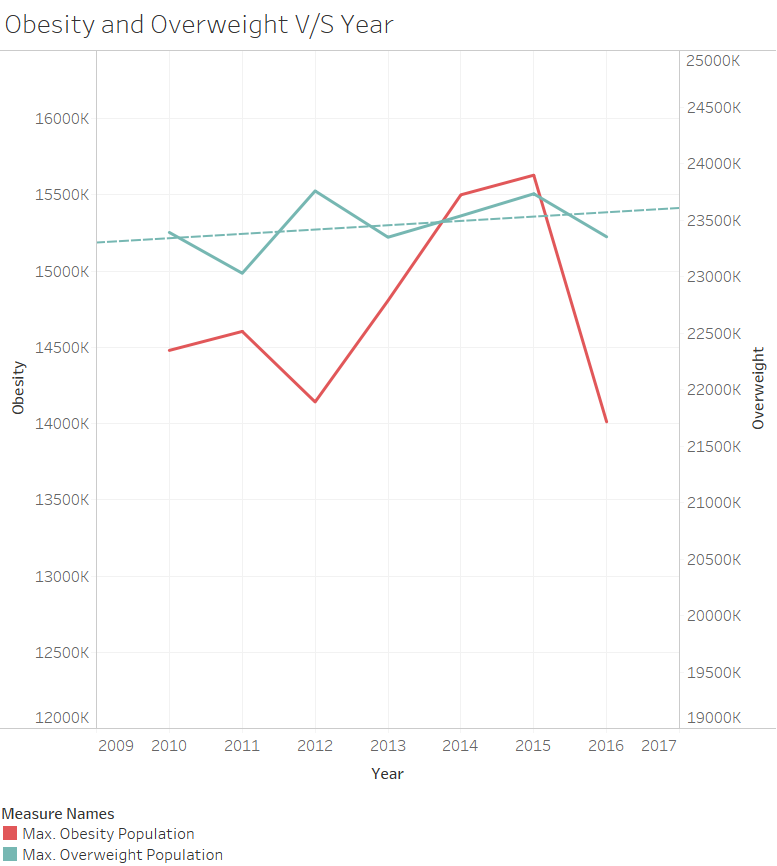 Obesity and Overweight V/S Year
16000K
15500K
15000K
14500K
14000K
13500K
13000K
12500K
12000K
Obesity
25000K
24500K
24000K
23500K
23000K
22500K
22000K
21500K
21000K
20500K
20000K
19500K
19000K
Overweight
2009 2010 2011 2012 2013 2014 2015 2016 2017
Year
Measure Names
Max. Obesity Population
Max. Overweight Population